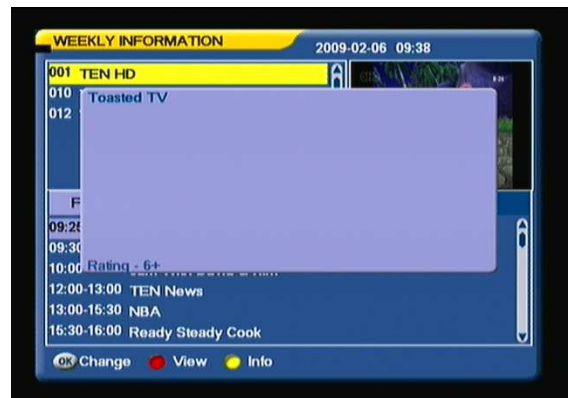 WEEKLY INFORMATION
2009-02-06 09:38
001 TEN HD
010
012
Toasted TV
F
09:25
09:30
10:00
Rating - 6+
12:00-13:00 TEN News
13:00-15:30 NBA
15:30-16:00 Ready Steady Cook
OK Change View Info